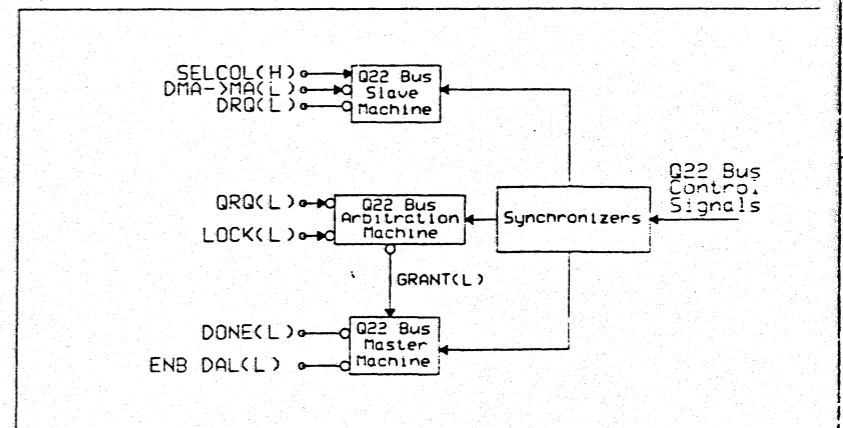 SELCOL(H)
DMA->MA(L)
DRQ(L)
Q22 Bus
Slave
Machine
Q22 Bus
Control
Signals
QRQ(L)
LOCK(L)
Q22 Bus
Arbitration
Machine
Synchronizers
GRANT(L)
DONE(L)
ENB DAL(L)
Q22 Bus
Master
Machine